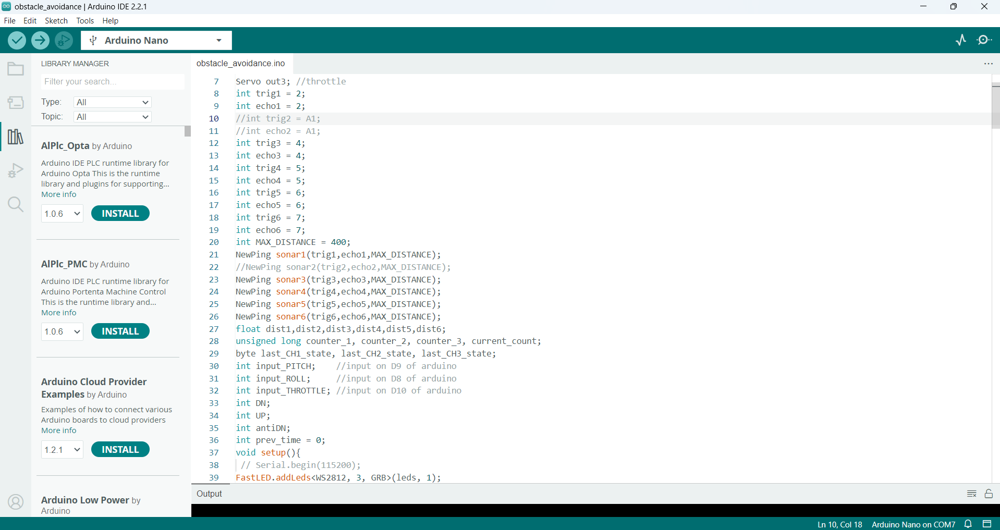 obstacle_avoidance | Arduino IDE 2.2.1
File Edit Sketch Tools Help
Arduino Nano
LIBRARY MANAGER
Filter your search...
Type: All
Topic: All
AlPlc_Opta by Arduino
Arduino IDE PLC runtime library for
Arduino Opta This is the runtime
library and plugins for supporting...
More info
1.0.6 INSTALL
AlPlc_PMC by Arduino
Arduino IDE PLC runtime library for
Arduino Portenta Machine Control
This is the runtime library and...
More info
1.0.6 INSTALL
Arduino Cloud Provider
Examples by Arduino
Examples of how to connect various
Arduino boards to cloud providers
More info
1.2.1 INSTALL
Arduino Low Power by
Arduino
obstacle_avoidance.ino
7 Servo out3; //throttle
8 int trig1 = 2;
9 int echo1 = 2;
10 //int trig2 = A1;
11 //int echo2 = A1;
12 int trig3 = 4;
13 int echo3 = 4;
14 int trig4 = 5;
15 int echo4 = 5;
16 int trig5 = 6;
17 int echo5 = 6;
18 int trig6 = 7;
19 int echo6 = 7;
20 int MAX_DISTANCE = 400;
21 NewPing sonar1(trig1,echo1,MAX_DISTANCE);
22 //NewPing sonar2(trig2,echo2,MAX_DISTANCE);
23 NewPing sonar3(trig3,echo3,MAX_DISTANCE);
24 NewPing sonar4(trig4,echo4,MAX_DISTANCE);
25 NewPing sonar5(trig5,echo5,MAX_DISTANCE);
26 NewPing sonar6(trig6,echo6,MAX_DISTANCE);
27 float dist1,dist2,dist3,dist4,dist5,dist6;
28 unsigned long counter_1, counter_2, counter_3, current_count;
29 byte last_CH1_state, last_CH2_state, last_CH3_state;
30 int input_PITCH; //input on D9 of arduino
31 int input_ROLL; //input on D8 of arduino
32 int input_THROTTLE; //input on D10 of arduino
33 int DN;
34 int UP;
35 int antiDN;
36 int prev_time = 0;
37 void setup(){
38 // Serial.begin(115200);
39 FastLED.addLeds<WS2812, 3, GRB>(leds, 1);
Output
Ln 10, Col 18 Arduino Nano on COM7